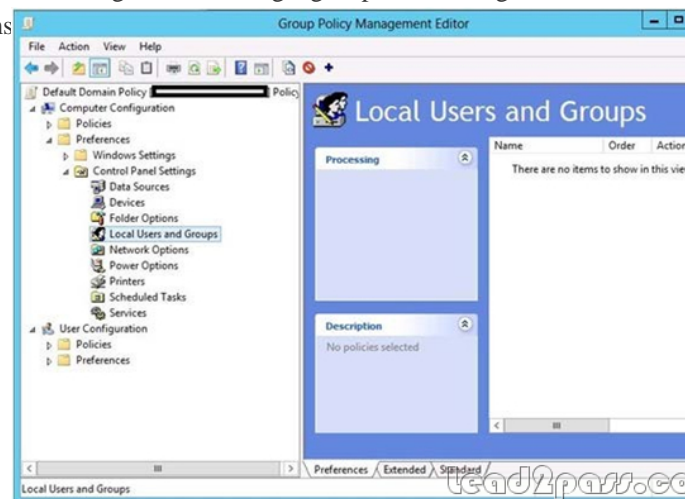 Group Policy Management Editor
File Action View Help
Default Domain Policy Policy
Computer Configuration
Policies
Preferences
Windows Settings
Control Panel Settings
Data Sources
Devices
Folder Options
Local Users and Groups
Network Options
Power Options
Printers
Scheduled Tasks
Services
User Configuration
Policies
Preferences
Local Users and Groups
Processing
Description
No policies selected
Name Order Action
There are no items to show in this
Preferences Extended Standard
Lead2pass.co
Local Users and Groups